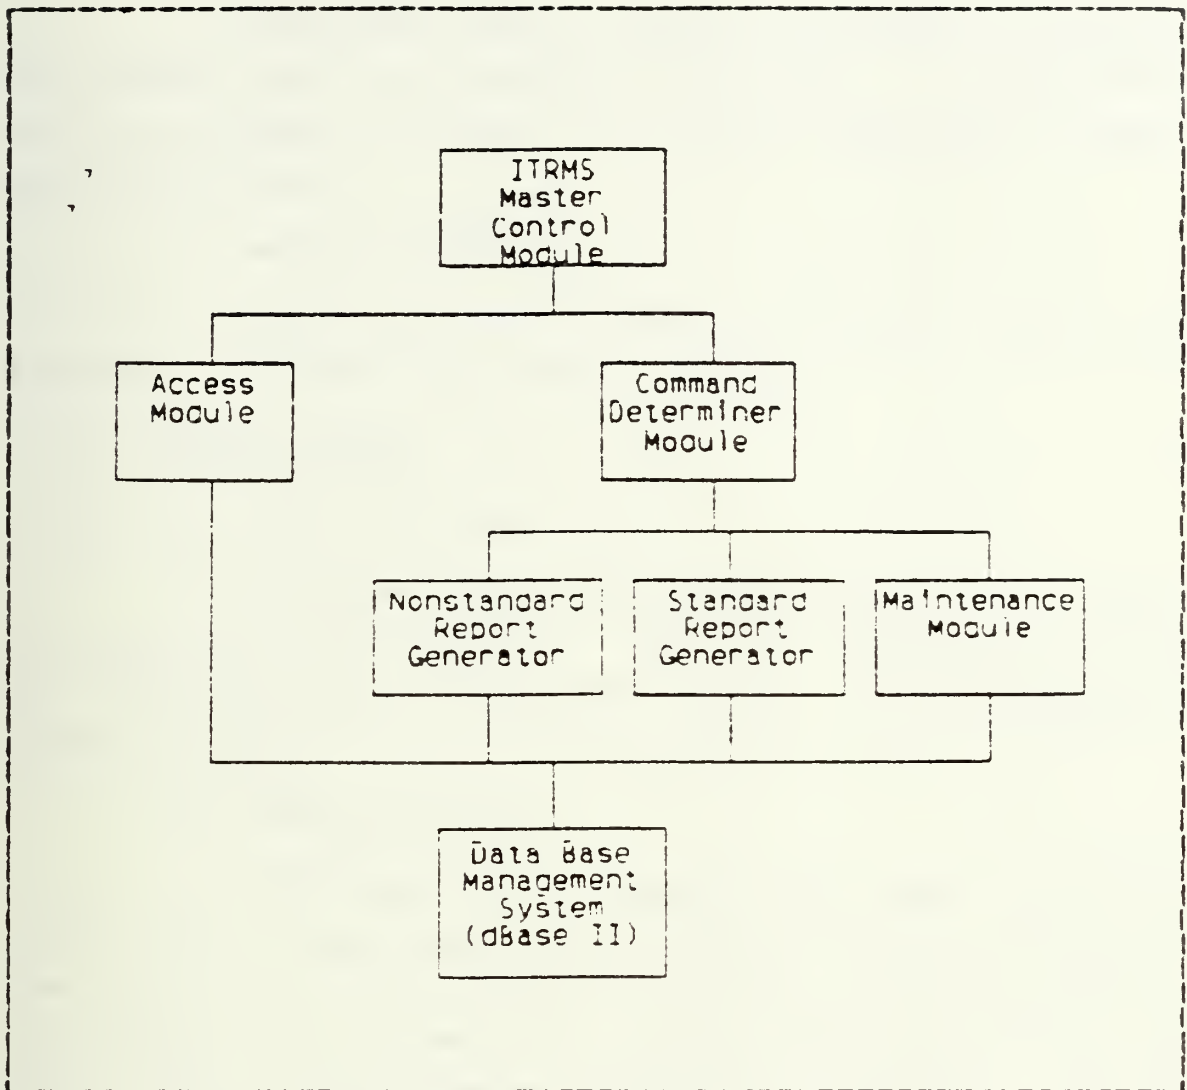 ITRMS
Master
Control
Module
Access
Module
Command
Determiner
Module
Nonstandard
Report
Generator
Standard
Report
Generator
Maintenance
Module
Data Base
Management
System
(dBase II)